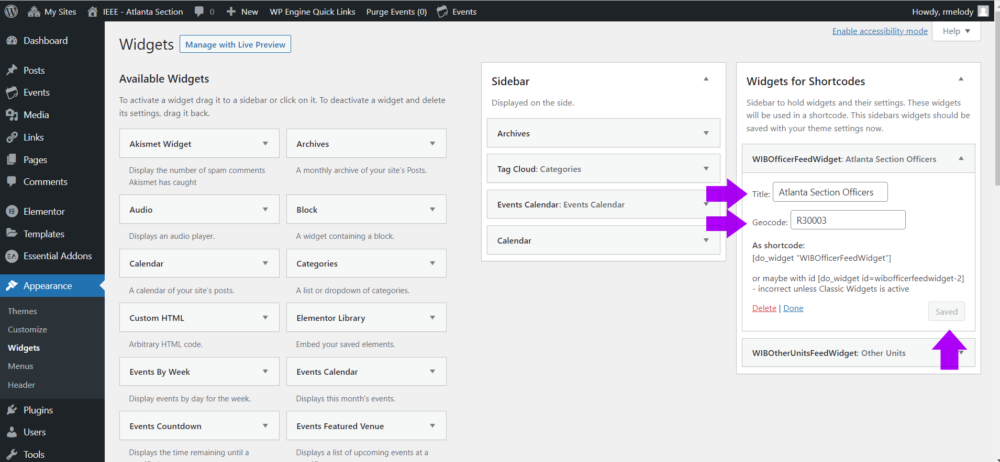 My Sites
IEEE - Atlanta Section
0
New
WP Engine Quick Links
Purge Events (0)
Events
Howdy, rmelody
Dashboard
Posts
Events
Media
Links
Pages
Comments
Elementor
Templates
EA Essential Addons
Appearance
Themes
Customize
Widgets
Menus
Header
Plugins
Users
Tools
Enable accessibility mode
Help
Widgets
Manage with Live Preview
Available Widgets
To activate a widget drag it to a sidebar or click on it. To deactivate a widget and delete
its settings, drag it back.
Akismet Widget
Display the number of spam comments
Akismet has caught
Archives
A monthly archive of your site's Posts.
Audio
Displays an audio player.
Block
A widget containing a block.
Calendar
A calendar of your site's posts.
Categories
A list or dropdown of categories.
Custom HTML
Arbitrary HTML code.
Elementor Library
Embed your saved elements.
Events By Week
Display events by day for the week.
Events Calendar
Displays this month's events.
Events Countdown
Displays the time remaining until a
Events Featured Venue
Displays a list of upcoming events at a
Sidebar
Displayed on the side.
Archives
Tag Cloud: Categories
Events Calendar: Events Calendar
Calendar
Widgets for Shortcodes
Sidebar to hold widgets and their settings. These widgets
will be used in a shortcode. This sidebars widgets should be
saved with your theme settings now.
WIBOfficerFeedWidget: Atlanta Section Officers
Title: Atlanta Section Officers
Geocode: R30003
As shortcode:
[do_widget "WIBOfficerFeedWidget"]
or maybe with id [do_widget id=wibofficerfeedwidget-2]
- incorrect unless Classic Widgets is active
Delete | Done
Saved
WIBOtherUnitsFeedWidget: Other Units